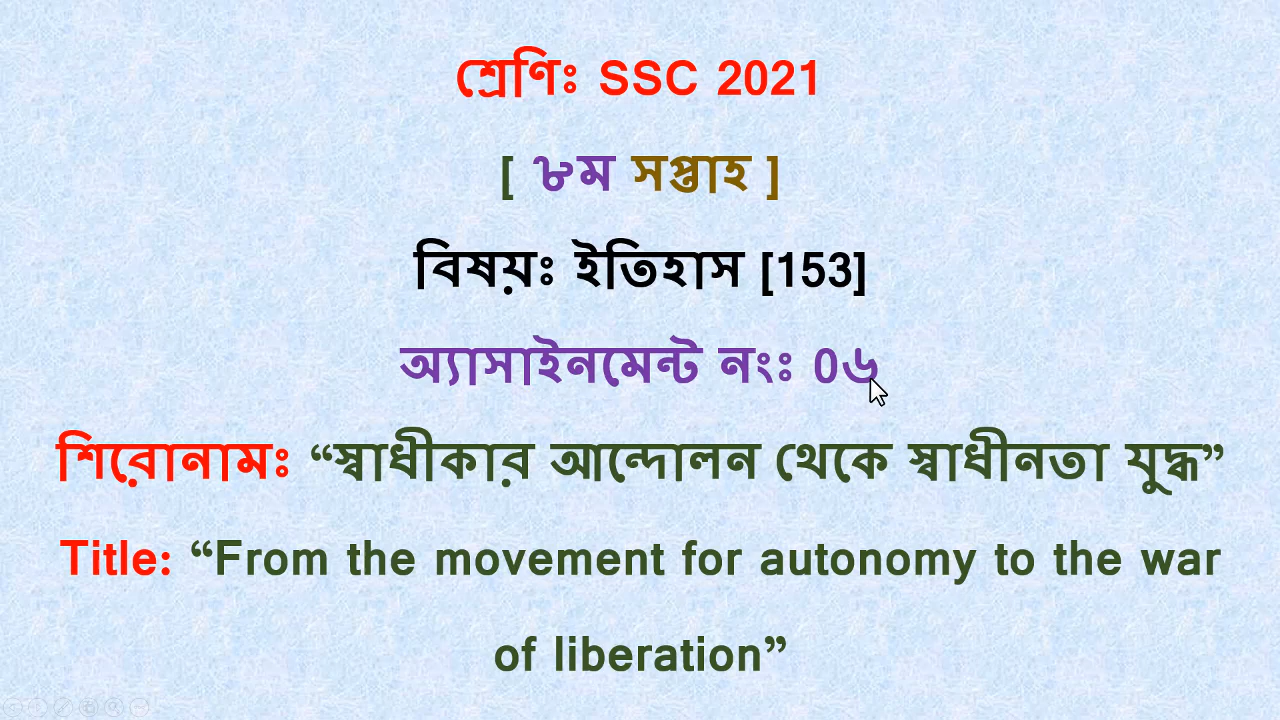 শ্রেণিঃ SSC 2021
[ ৮ম সপ্তাহ ]
বিষয়ঃ ইতিহাস [153]
অ্যাসাইনমেন্ট নংঃ 0৬
শিরোনামঃ “স্বাধীকার আন্দোলন থেকে স্বাধীনতা যুদ্ধ”
Title: “From the movement for autonomy to the war
of liberation”